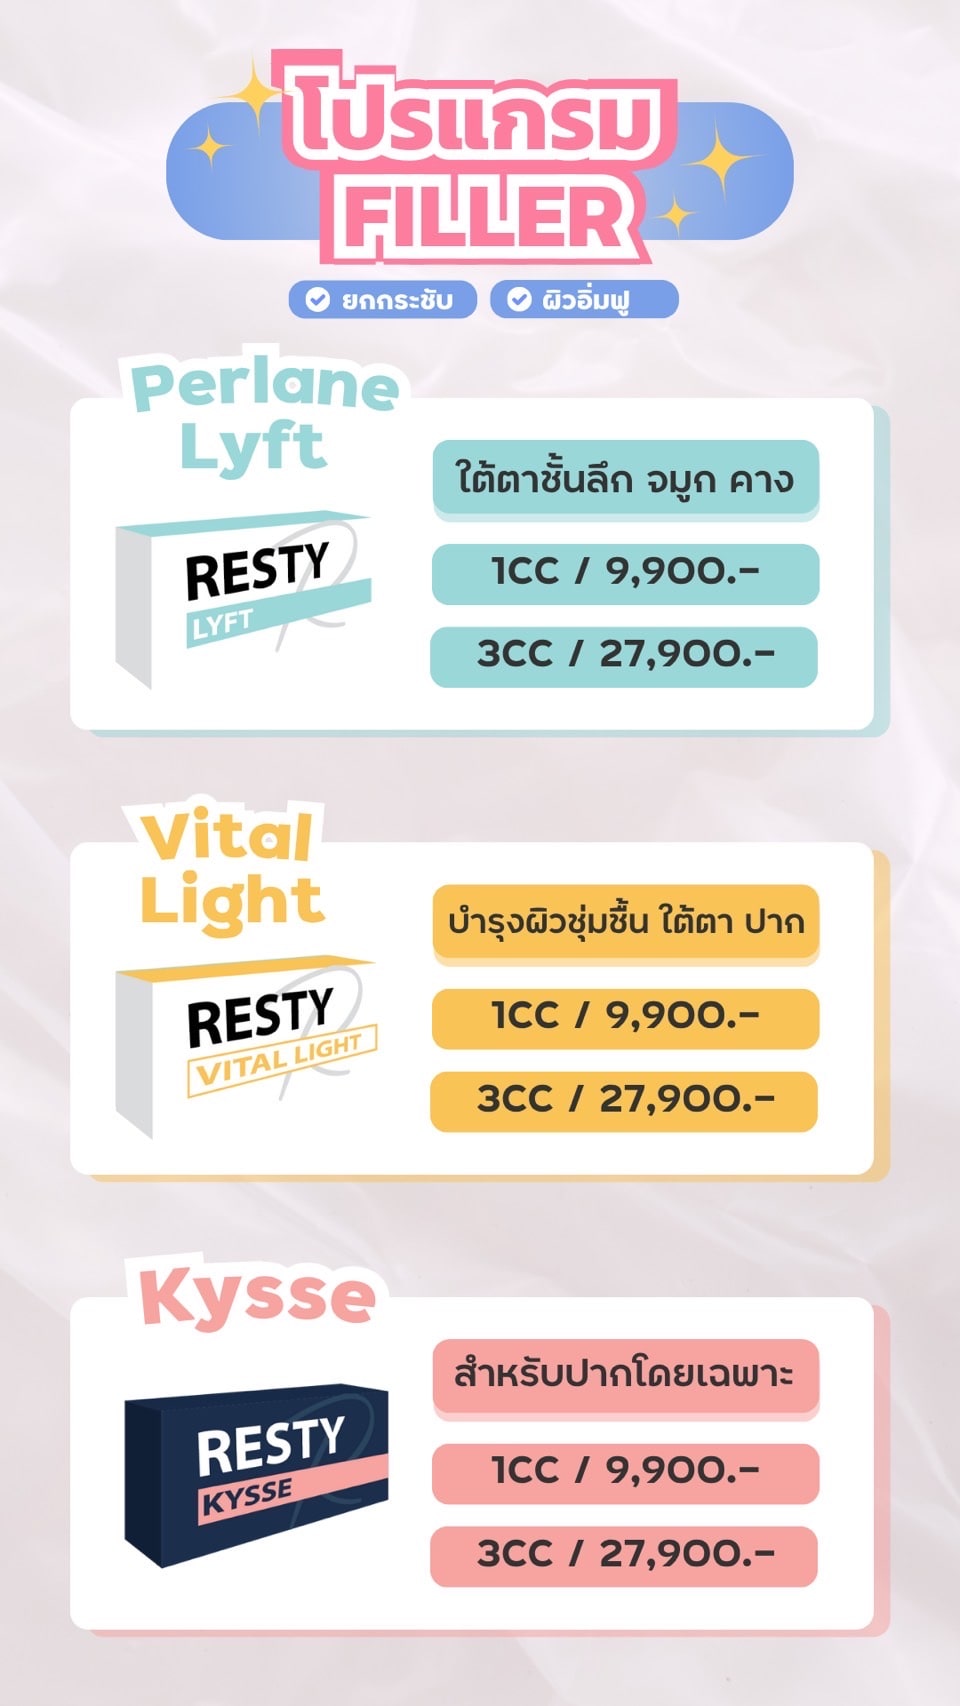 โปรแกรม
FILLER
ยกกระชับ ผิวอิ่มฟู
Perlane
Lyft
ใต้ตาชั้นลึก จมูก คาง
RESTY
LYFT
1CC / 9,900.-
3CC / 27,900.-
Vital
Light
บำรุงผิวชุ่มชื้น ใต้ตา ปาก
RESTY
VITAL LIGHT
1CC / 9,900.-
3CC / 27,900.-
Kysse
สำหรับปากโดยเฉพาะ
RESTY
KYSSE
1CC / 9,900.-
3CC / 27,900.-